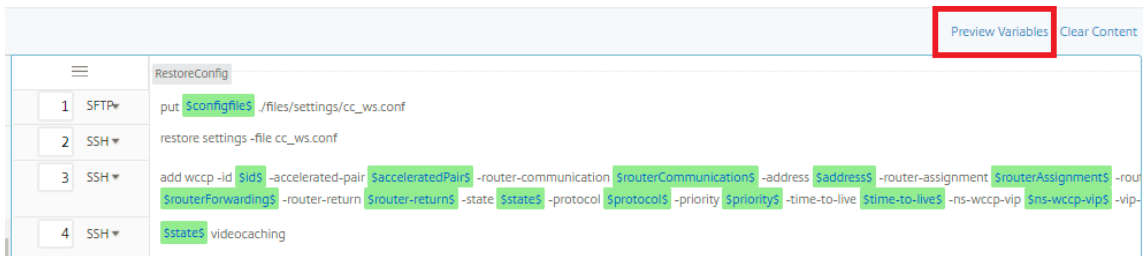 Preview Variables Clear Content
RestoreConfig
1 SFTP put $configfile$ ./files/settings/cc_ws.conf
2 SSH restore settings -file cc_ws.conf
3 SSH add wccp -id $id$ -accelerated-pair $acceleratedPair$ -router-communication $routerCommunication$ -address $address$ -router-assignment $routerAssignment$ -rout
$routerForwarding$ -router-return $router-return$ -state $state$ -protocol $protocol$ -priority $priority$ -time-to-live $time-to-live$ -ns-wccp-vip $ns-wccp-vip$ -vip-
4 SSH $state$ videocaching